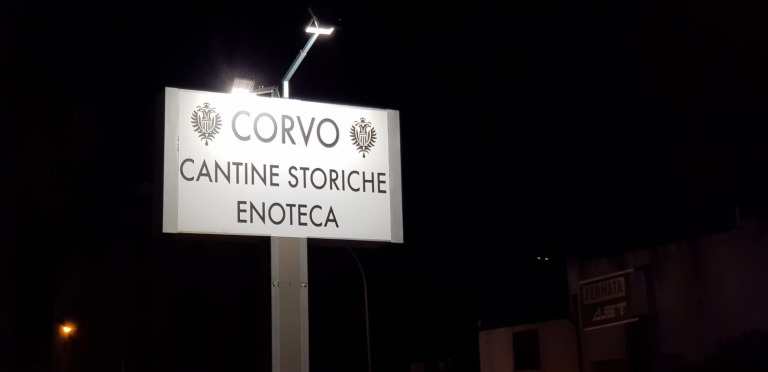 CORVO
CANTINE STORICHE
ENOTECA
FERMATA
AST